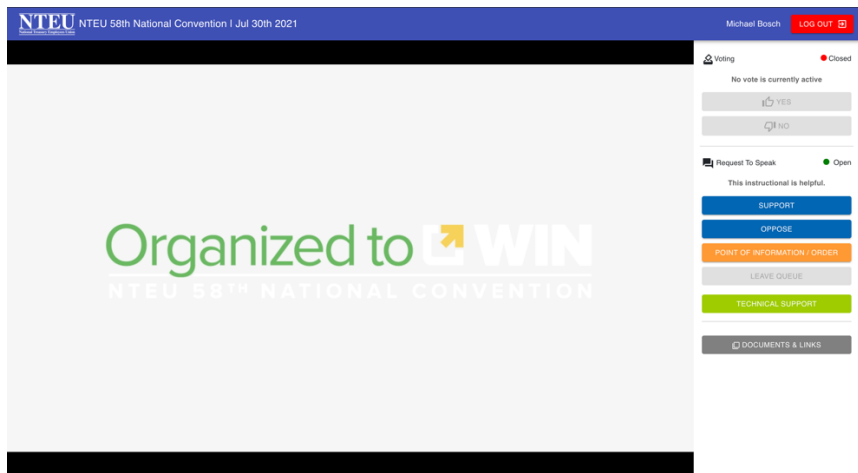 NTEU NTEU 58th National Convention I Jul 30th 2021
National Treasury Employees Union
Michael Bosch
LOG OUT
Voting
Closed
No vote is currently active
YES
NO
Request To Speak
Open
This instructional is helpful.
SUPPORT
OPPOSE
POINT OF INFORMATION / ORDER
LEAVE QUEUE
TECHNICAL SUPPORT
DOCUMENTS & LINKS
Organized to WIN
NTEU 58TH NATIONAL CONVENTION